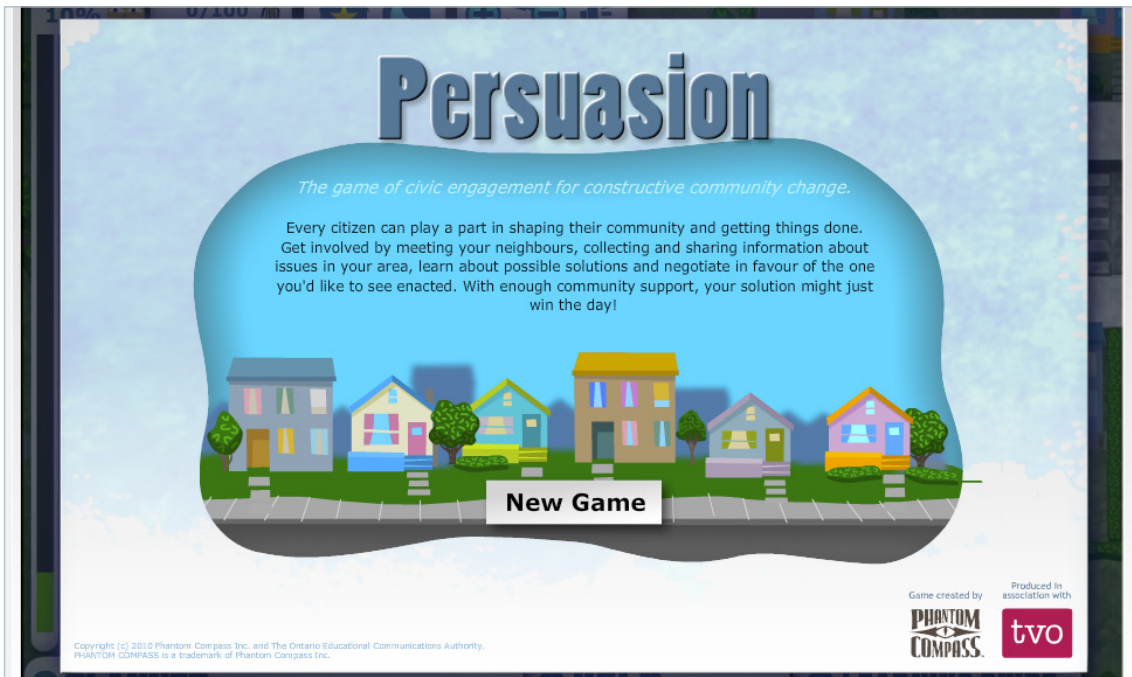 10%
0/100
Persuasion
The game of civic engagement for constructive community change.
Every citizen can play a part in shaping their community and getting things done.
Get involved by meeting your neighbours, collecting and sharing information about
issues in your area, learn about possible solutions and negotiate in favour of the one
you'd like to see enacted. With enough community support, your solution might just
win the day!
New Game
Game created by
PHANTOM
COMPASS.
Produced in
association with
tvo
Copyright (c) 2010 Phantom Compass Inc. and The Ontario Educational Communications Authority.
PHANTOM COMPASS is a trademark of Phantom Compass Inc.